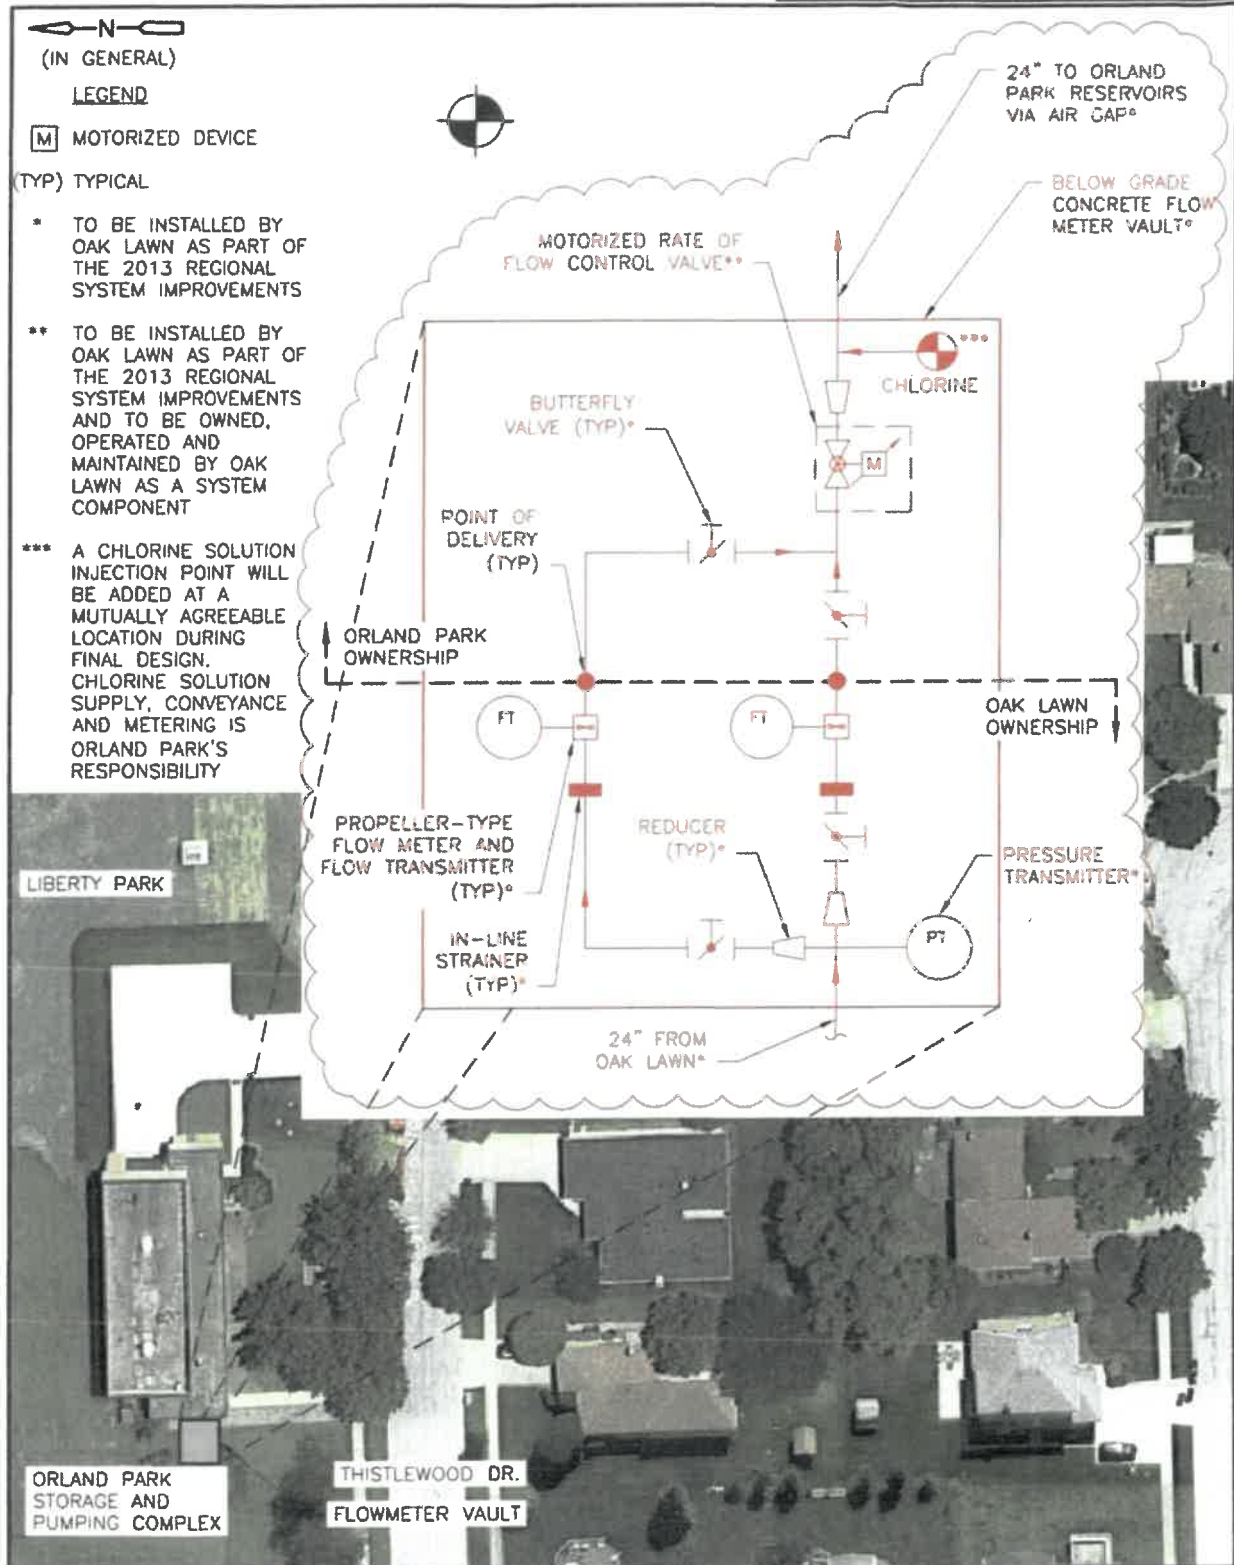 N
(IN GENERAL)
LEGEND
M MOTORIZED DEVICE
(TYP) TYPICAL
* TO BE INSTALLED BY
OAK LAWN AS PART OF
THE 2013 REGIONAL
SYSTEM IMPROVEMENTS
** TO BE INSTALLED BY
OAK LAWN AS PART OF
THE 2013 REGIONAL
SYSTEM IMPROVEMENTS
AND TO BE OWNED,
OPERATED AND
MAINTAINED BY OAK
LAWN AS A SYSTEM
COMPONENT
*** A CHLORINE SOLUTION
INJECTION POINT WILL
BE ADDED AT A
MUTUALLY AGREEABLE
LOCATION DURING
FINAL DESIGN.
CHLORINE SOLUTION
SUPPLY, CONVEYANCE
AND METERING IS
ORLAND PARK'S
RESPONSIBILITY
24" TO ORLAND
PARK RESERVOIRS
VIA AIR GAP*
BELOW GRADE
CONCRETE FLOW
METER VAULT*
MOTORIZED RATE OF
FLOW CONTROL VALVE**
***
CHLORINE
BUTTERFLY
VALVE (TYP)*
M
POINT OF
DELIVERY
(TYP)
ORLAND PARK
OWNERSHIP
OAK LAWN
OWNERSHIP
FT
FT
PROPELLER-TYPE
FLOW METER AND
FLOW TRANSMITTER
(TYP)*
REDUCER
(TYP)*
PRESSURE
TRANSMITTER*
PT
IN-LINE
STRAINER
(TYP)*
24" FROM
OAK LAWN*
LIBERTY PARK
ORLAND PARK
STORAGE AND
PUMPING COMPLEX
THISTLEWOOD DR.
FLOWMETER VAULT